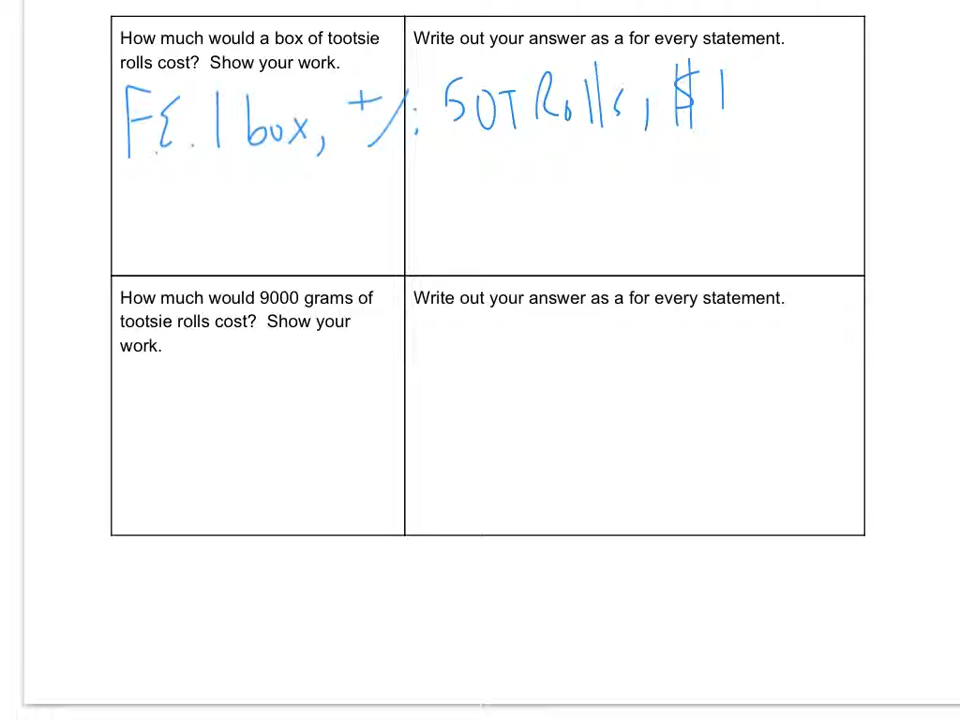 How much would a box of tootsie
rolls cost? Show your work.
Write out your answer as a for every statement.
F.E. 1 box, 50T Rolls, $1
How much would 9000 grams of
tootsie rolls cost? Show your
work.
Write out your answer as a for every statement.